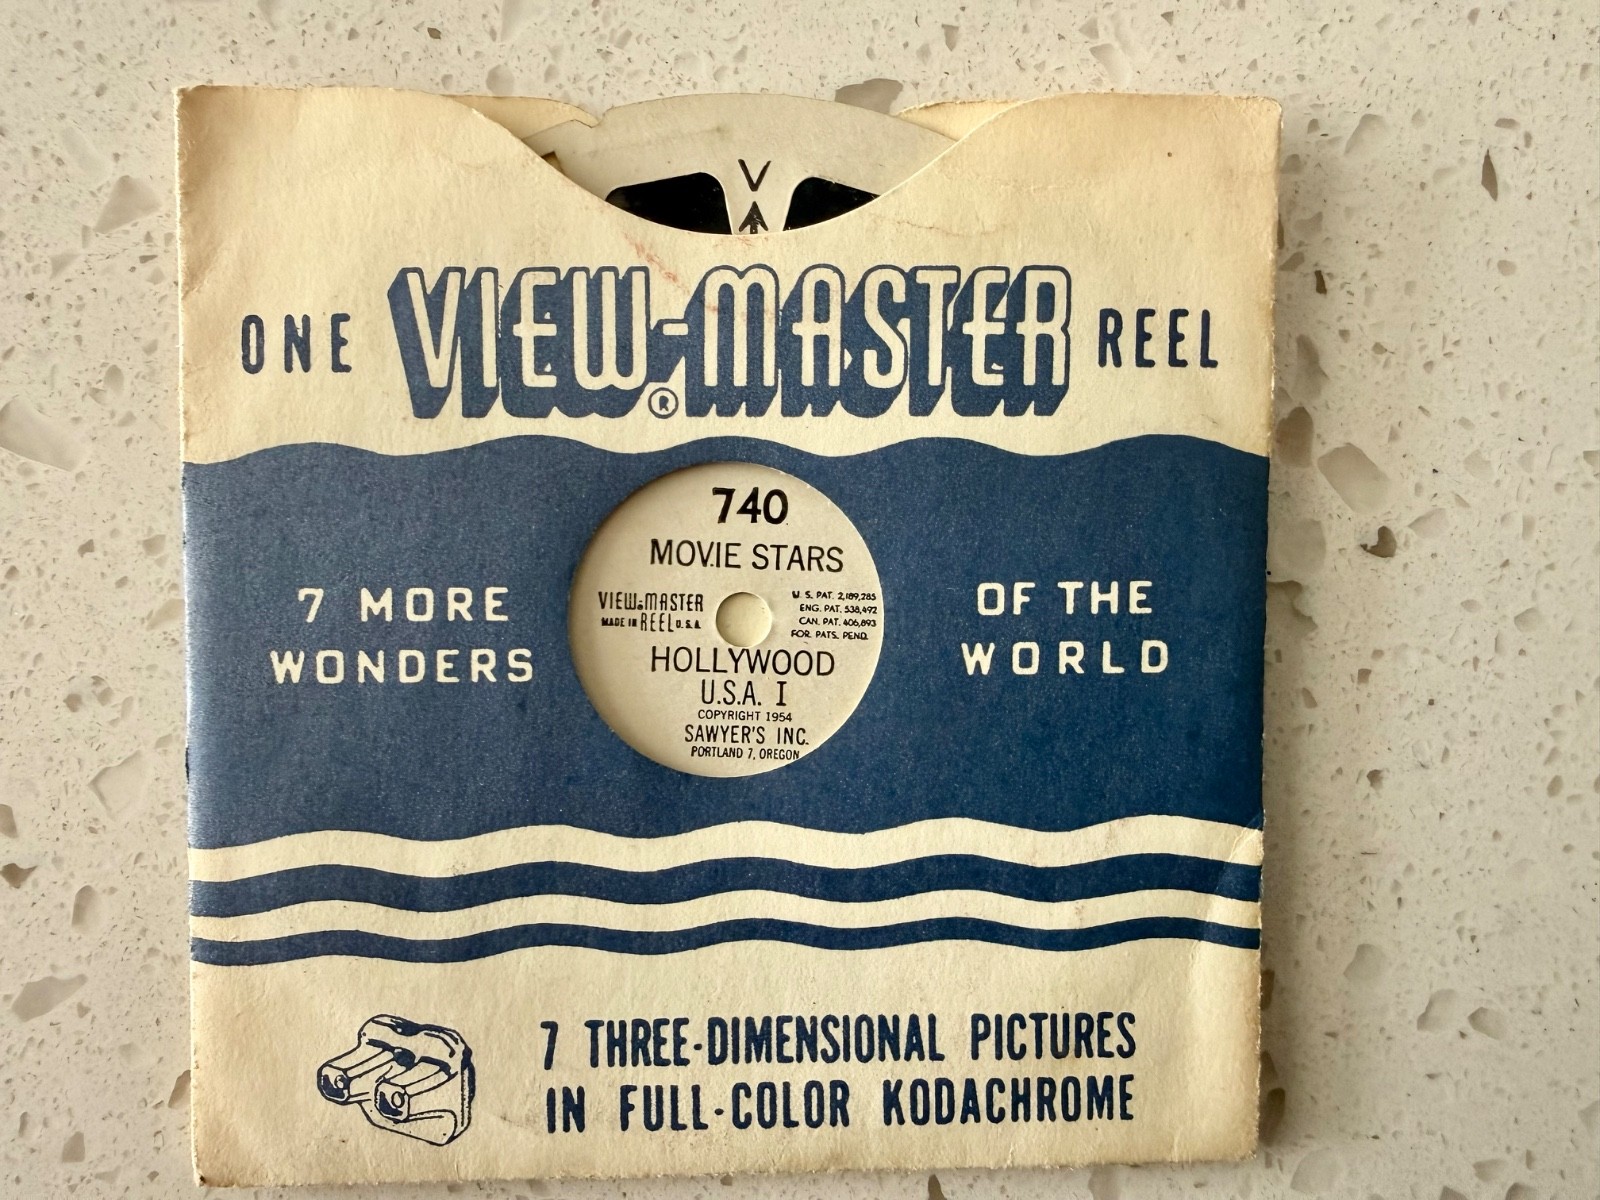 V
ONE VIEW-MASTER® REEL
740
MOVIE STARS
VIEW-MASTER
MADE IN REEL U.S.A.
U. S. PAT. 2,189,285
ENG. PAT. 538,492
CAN. PAT. 406,893
FOR. PATS. PEND.
HOLLYWOOD
U.S.A. I
COPYRIGHT 1954
SAWYER'S INC.
PORTLAND 7, OREGON
7 MORE
WONDERS
OF THE
WORLD
7 THREE-DIMENSIONAL PICTURES
IN FULL-COLOR KODACHROME